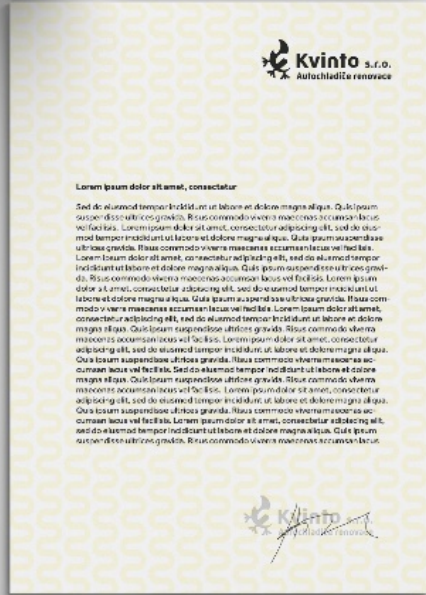 Kvinto s.r.o.
Autochladiče renovace
Lorem ipsum dolor sit amet, consectetur
Sed do eiusmod tempor incididunt ut labore et dolore magna aliqua. Quis ipsum
suspendisse ultrices gravida. Risus commodo viverra maecenas accumsan lacus
vel facilisis. Lorem ipsum dolor sit amet, consectetur adipiscing elit, sed do eius-
mod tempor incididunt ut labore et dolore magna aliqua. Quis ipsum suspendisse
ultrices gravida. Risus commodo viverra maecenas accumsan lacus vel facilisis.
Lorem ipsum dolor sit amet, consectetur adipiscing elit, sed do eiusmod tempor
incididunt ut labore et dolore magna aliqua. Quis ipsum suspendisse ultrices gravi-
da. Risus commodo viverra maecenas accumsan lacus vel facilisis. Lorem ipsum
dolor sit amet, consectetur adipiscing elit, sed do eiusmod tempor incididunt ut
labore et dolore magna aliqua. Quis ipsum suspendisse ultrices gravida. Risus com-
modo viverra maecenas accumsan lacus vel facilisis. Lorem ipsum dolor sit amet,
consectetur adipiscing elit, sed do eiusmod tempor incididunt ut labore et dolore
magna aliqua. Quis ipsum suspendisse ultrices gravida. Risus commodo viverra
maecenas accumsan lacus vel facilisis. Lorem ipsum dolor sit amet, consectetur
adipiscing elit, sed do eiusmod tempor incididunt ut labore et dolore magna aliqua.
Quis ipsum suspendisse ultrices gravida. Risus commodo viverra maecenas ac-
cumsan lacus vel facilisis. Sed do eiusmod tempor incididunt ut labore et dolore
magna aliqua. Quis ipsum suspendisse ultrices gravida. Risus commodo viverra
maecenas accumsan lacus vel facilisis. Lorem ipsum dolor sit amet, consectetur
adipiscing elit, sed do eiusmod tempor incididunt ut labore et dolore magna aliqua.
Quis ipsum suspendisse ultrices gravida. Risus commodo viverra maecenas ac-
cumsan lacus vel facilisis. Lorem ipsum dolor sit amet, consectetur adipiscing elit,
sed do eiusmod tempor incididunt ut labore et dolore magna aliqua. Quis ipsum
suspendisse ultrices gravida. Risus commodo viverra maecenas accumsan lacus
Kvinto s.r.o.
Autochladiče renovace